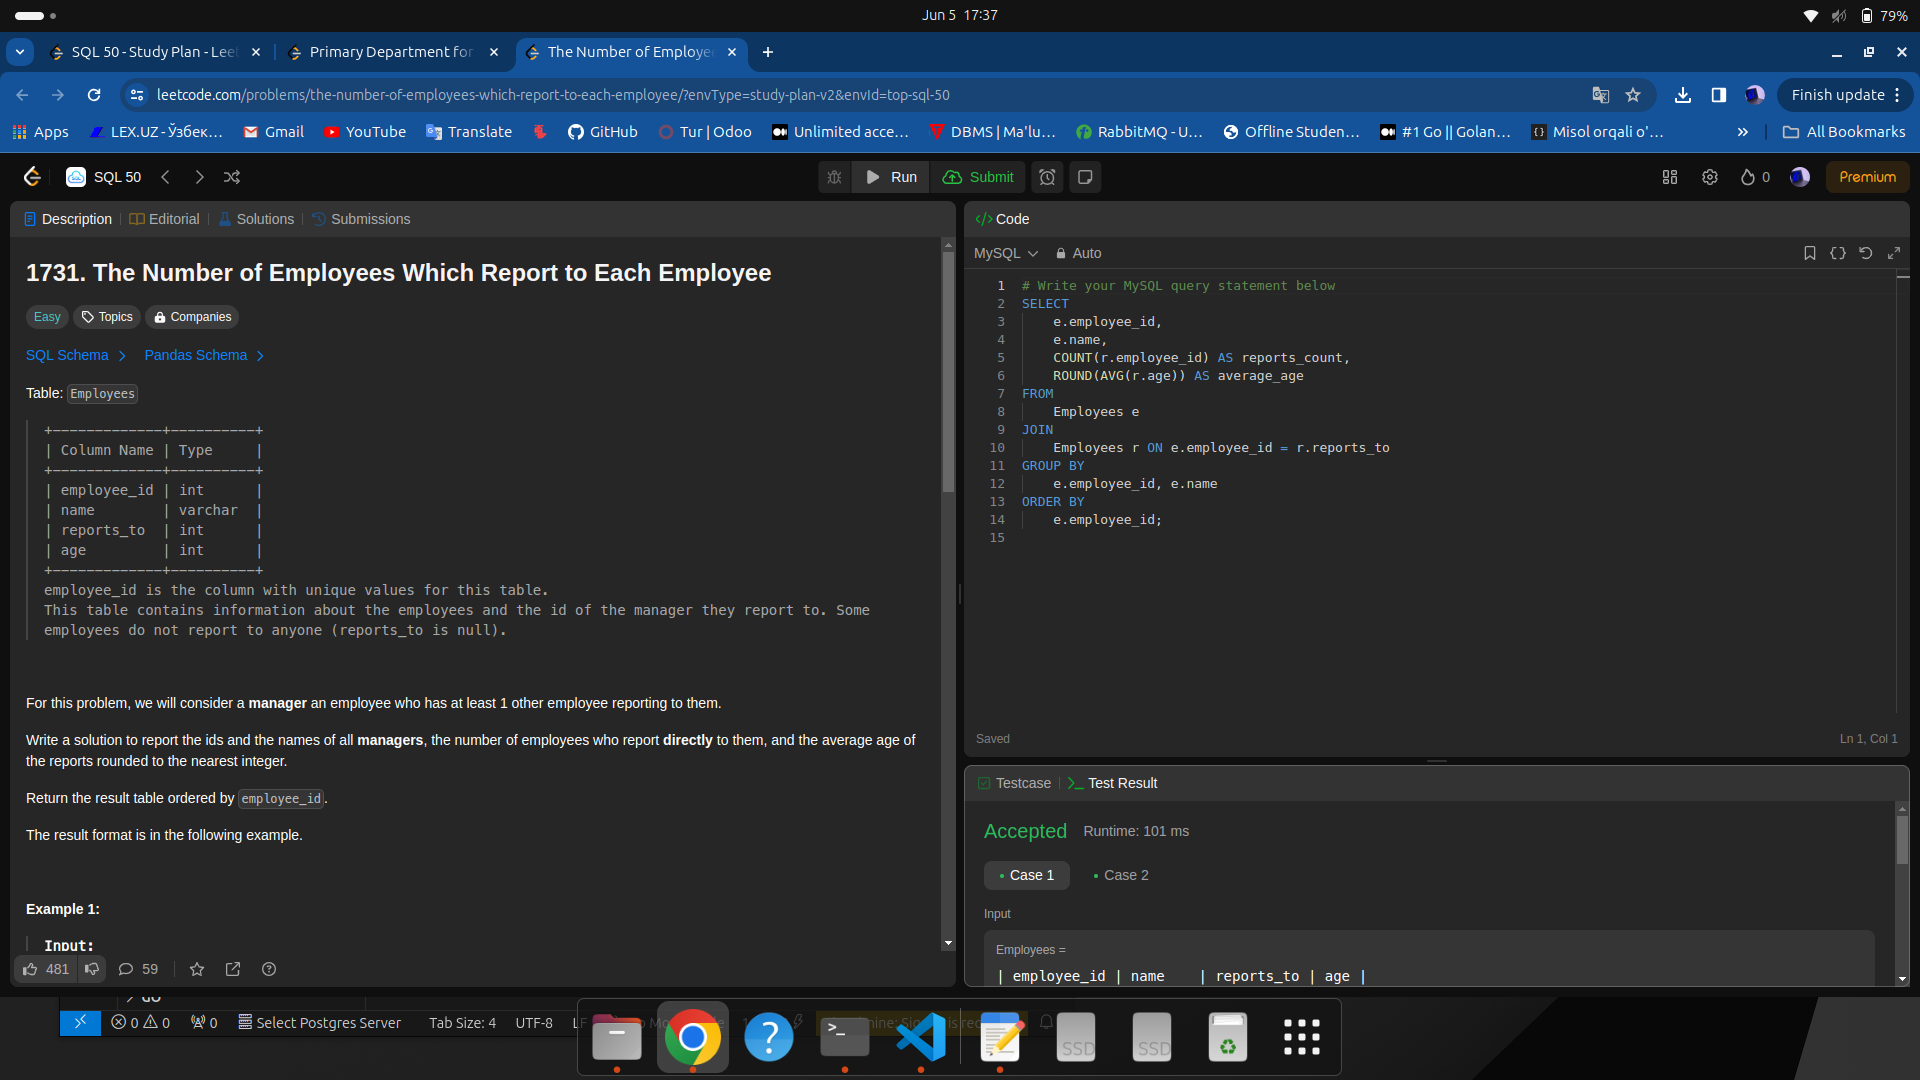 Jun 5 17:37
79%
SQL 50 - Study Plan - Lee
Primary Department for
The Number of Employee
leetcode.com/problems/the-number-of-employees-which-report-to-each-employee/?envType=study-plan-v2&envId=top-sql-50
Finish update
Apps
LEX.UZ - Ўзбек...
Gmail
YouTube
Translate
GitHub
Tur | Odoo
Unlimited acce...
DBMS | Ma'lu...
RabbitMQ - U...
Offline Studen...
#1 Go || Golan...
Misol orqali o'...
»
All Bookmarks
SQL 50
Run
Submit
0
Premium
Description
Editorial
Solutions
Submissions
1731. The Number of Employees Which Report to Each Employee
Easy
Topics
Companies
SQL Schema
Pandas Schema
Table: Employees
+-------------+----------+
| Column Name | Type     |
+-------------+----------+
| employee_id | int      |
| name        | varchar  |
| reports_to  | int      |
| age         | int      |
+-------------+----------+
employee_id is the column with unique values for this table.
This table contains information about the employees and the id of the manager they report to. Some
employees do not report to anyone (reports_to is null).
For this problem, we will consider a manager an employee who has at least 1 other employee reporting to them.
Write a solution to report the ids and the names of all managers, the number of employees who report directly to them, and the average age of
the reports rounded to the nearest integer.
Return the result table ordered by employee_id.
The result format is in the following example.
Example 1:
Input:
481
59
</> Code
MySQL
Auto
1 # Write your MySQL query statement below
2 SELECT
3     e.employee_id,
4     e.name,
5     COUNT(r.employee_id) AS reports_count,
6     ROUND(AVG(r.age)) AS average_age
7 FROM
8     Employees e
9 JOIN
10     Employees r ON e.employee_id = r.reports_to
11 GROUP BY
12     e.employee_id, e.name
13 ORDER BY
14     e.employee_id;
15
Saved
Ln 1, Col 1
Testcase
Test Result
Accepted
Runtime: 101 ms
Case 1
Case 2
Input
Employees =
| employee_id | name    | reports_to | age |
GO
0
0
0
Select Postgres Server
Tab Size: 4
UTF-8
SSD
SSD